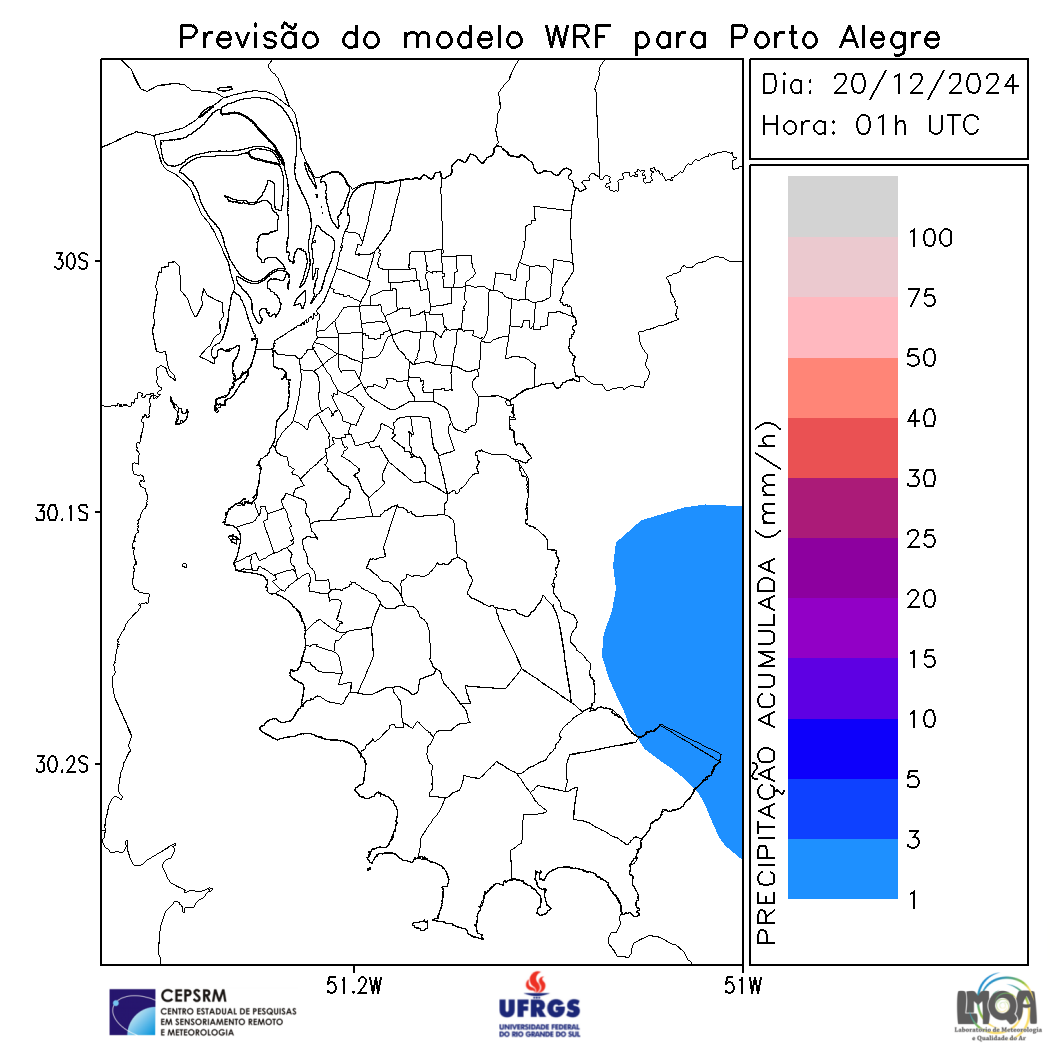 Previsão do modelo WRF para Porto Alegre
Dia: 20/12/2024
Hora: 01h UTC
30S
30.1S
30.2S
51.2W
51W
PRECIPITAÇÃO ACUMULADA (mm/h)
100
75
50
40
30
25
20
15
10
5
3
1
CEPSRM
CENTRO ESTADUAL DE PESQUISAS
EM SENSORIAMENTO REMOTO
E METEOROLOGIA
UFRGS
UNIVERSIDADE FEDERAL
DO RIO GRANDE DO SUL
LMQA
Laboratório de Meteorologia
e Qualidade do Ar